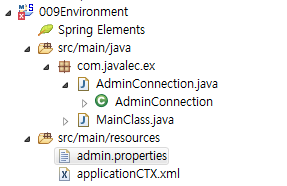 009Environment
Spring Elements
src/main/java
com.javalec.ex
AdminConnection.java
AdminConnection
MainClass.java
src/main/resources
admin.properties
applicationCTX.xml